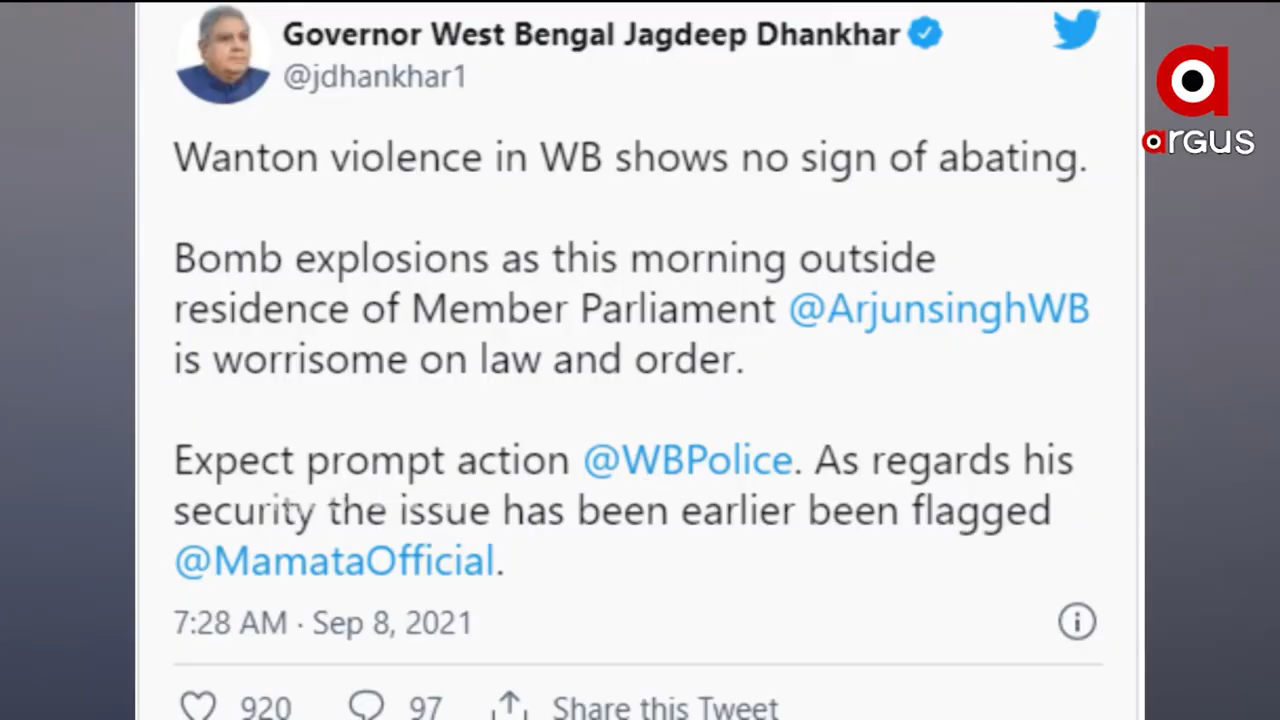 Governor West Bengal Jagdeep Dhankhar
@jdhankhar1
argus
Wanton violence in WB shows no sign of abating.
Bomb explosions as this morning outside
residence of Member Parliament @ArjunsinghWB
is worrisome on law and order.
Expect prompt action @WBPolice. As regards his
security the issue has been earlier been flagged
@MamataOfficial.
7:28 AM · Sep 8, 2021
920 97 Share this Tweet